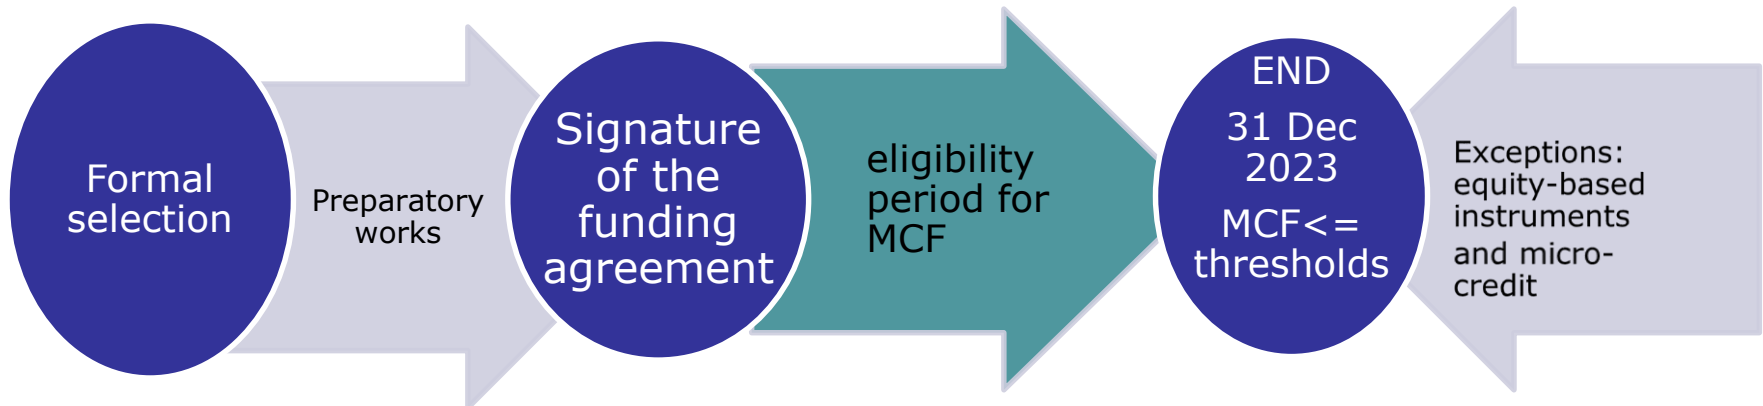 Formal
selection
Preparatory
works
Signature
of the
funding
agreement
eligibility
period for
MCF
END
31 Dec
2023
MCF<=
thresholds
Exceptions:
equity-based
instruments
and micro-
credit